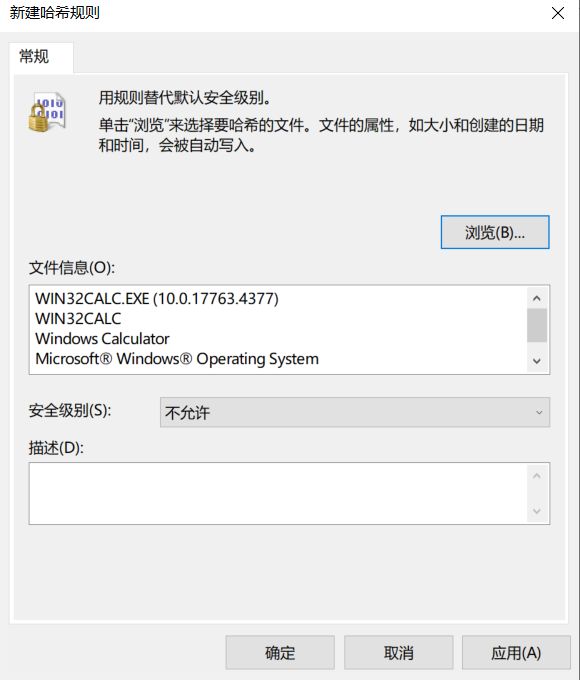 新建哈希规则
常规
用规则替代默认安全级别。
单击“浏览”来选择要哈希的文件。文件的属性，如大小和创建的日期
和时间，会被自动写入。
浏览(B)...
文件信息(O):
WIN32CALC.EXE (10.0.17763.4377)
WIN32CALC
Windows Calculator
Microsoft® Windows® Operating System
安全级别(S):
不允许
描述(D):
确定
取消
应用(A)